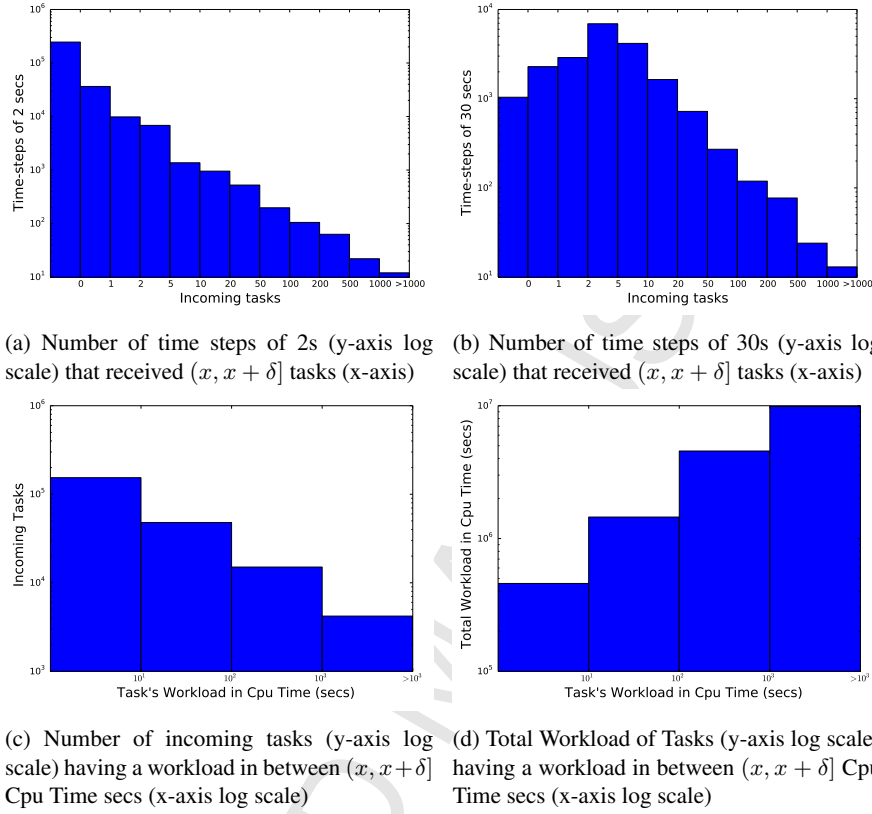 10^6
10^5
10^4
10^3
10^2
10^1
Time-steps of 2 secs
0 1 2 5 10 20 50 100 200 500 1000 >1000
Incoming tasks
10^4
10^3
10^2
10^1
Time-steps of 30 secs
0 1 2 5 10 20 50 100 200 500 1000 >1000
Incoming tasks
(a) Number of time steps of 2s (y-axis log
scale) that received (x, x + δ] tasks (x-axis)
(b) Number of time steps of 30s (y-axis log
scale) that received (x, x + δ] tasks (x-axis)
10^6
10^5
10^4
10^3
Incoming Tasks
10^1 10^2 10^3 >10^3
Task's Workload in Cpu Time (secs)
10^7
10^6
10^5
Total Workload in Cpu Time (secs)
10^1 10^2 10^3 >10^3
Task's Workload in Cpu Time (secs)
(c) Number of incoming tasks (y-axis log
scale) having a workload in between (x, x+δ]
Cpu Time secs (x-axis log scale)
(d) Total Workload of Tasks (y-axis log scale
having a workload in between (x, x + δ] Cpu
Time secs (x-axis log scale)